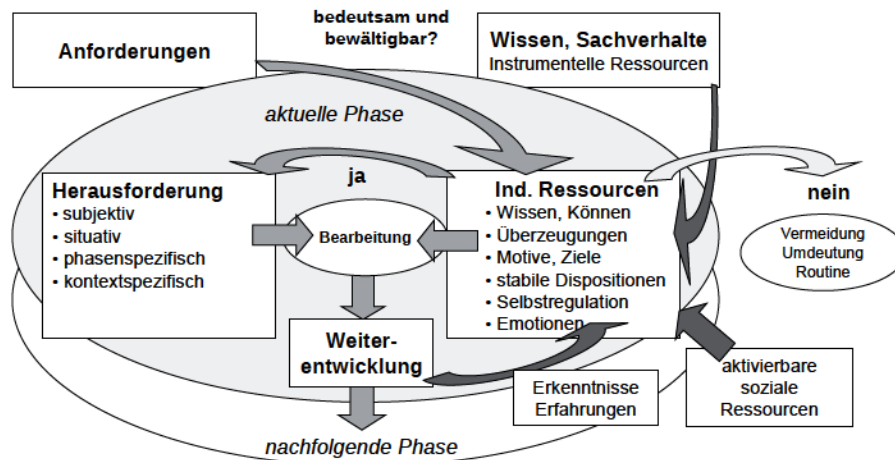 Anforderungen
bedeutsam und
bewältigbar?
Wissen, Sachverhalte
Instrumentelle Ressourcen
aktuelle Phase
Herausforderung
• subjektiv
• situativ
• phasenspezifisch
• kontextspezifisch
ja
Bearbeitung
Ind. Ressourcen
• Wissen, Können
• Überzeugungen
• Motive, Ziele
• stabile Dispositionen
• Selbstregulation
• Emotionen
nein
Vermeidung
Umdeutung
Routine
Weiter-
entwicklung
Erkenntnisse
Erfahrungen
aktivierbare
soziale
Ressourcen
nachfolgende Phase